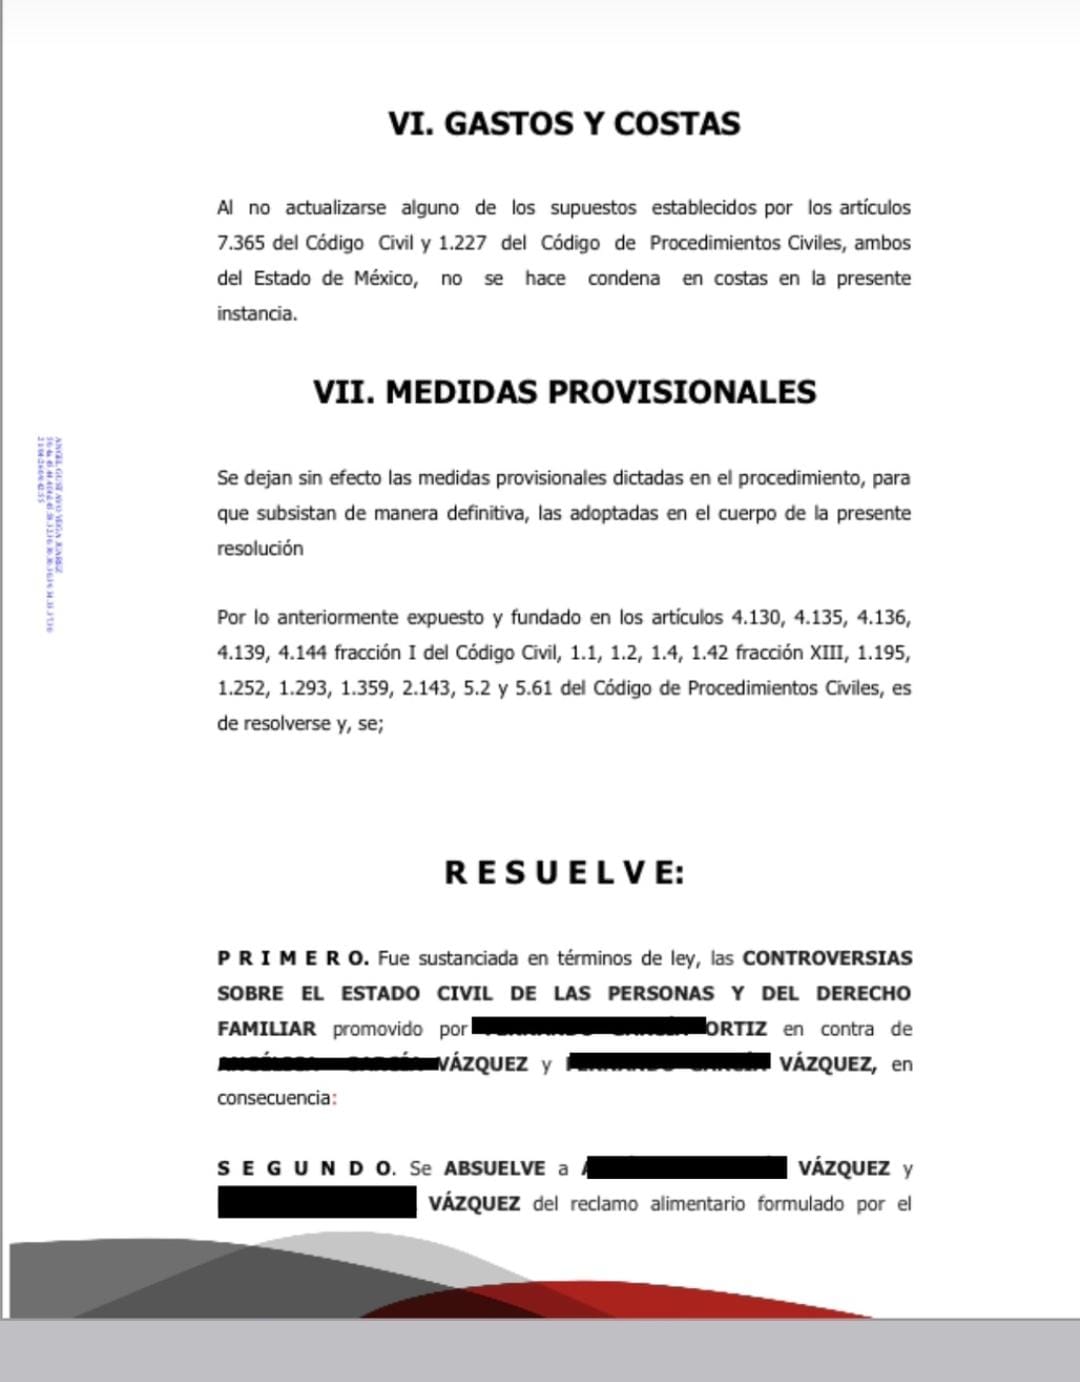 VI. GASTOS Y COSTAS
Al no actualizarse alguno de los supuestos establecidos por los artículos
7.365 del Código Civil y 1.227 del Código de Procedimientos Civiles, ambos
del Estado de México, no se hace condena en costas en la presente
instancia.
VII. MEDIDAS PROVISIONALES
Se dejan sin efecto las medidas provisionales dictadas en el procedimiento, para
que subsistan de manera definitiva, las adoptadas en el cuerpo de la presente
resolución
Por lo anteriormente expuesto y fundado en los artículos 4.130, 4.135, 4.136,
4.139, 4.144 fracción I del Código Civil, 1.1, 1.2, 1.4, 1.42 fracción XIII, 1.195,
1.252, 1.293, 1.359, 2.143, 5.2 y 5.61 del Código de Procedimientos Civiles, es
de resolverse y, se;
R E S U E L V E:
P R I M E R O. Fue sustanciada en términos de ley, las CONTROVERSIAS
SOBRE EL ESTADO CIVIL DE LAS PERSONAS Y DEL DERECHO
FAMILIAR promovido por ORTIZ en contra de
VÁZQUEZ y VÁZQUEZ, en
consecuencia:
S E G U N D O. Se ABSUELVE a VÁZQUEZ y
VÁZQUEZ del reclamo alimentario formulado por el